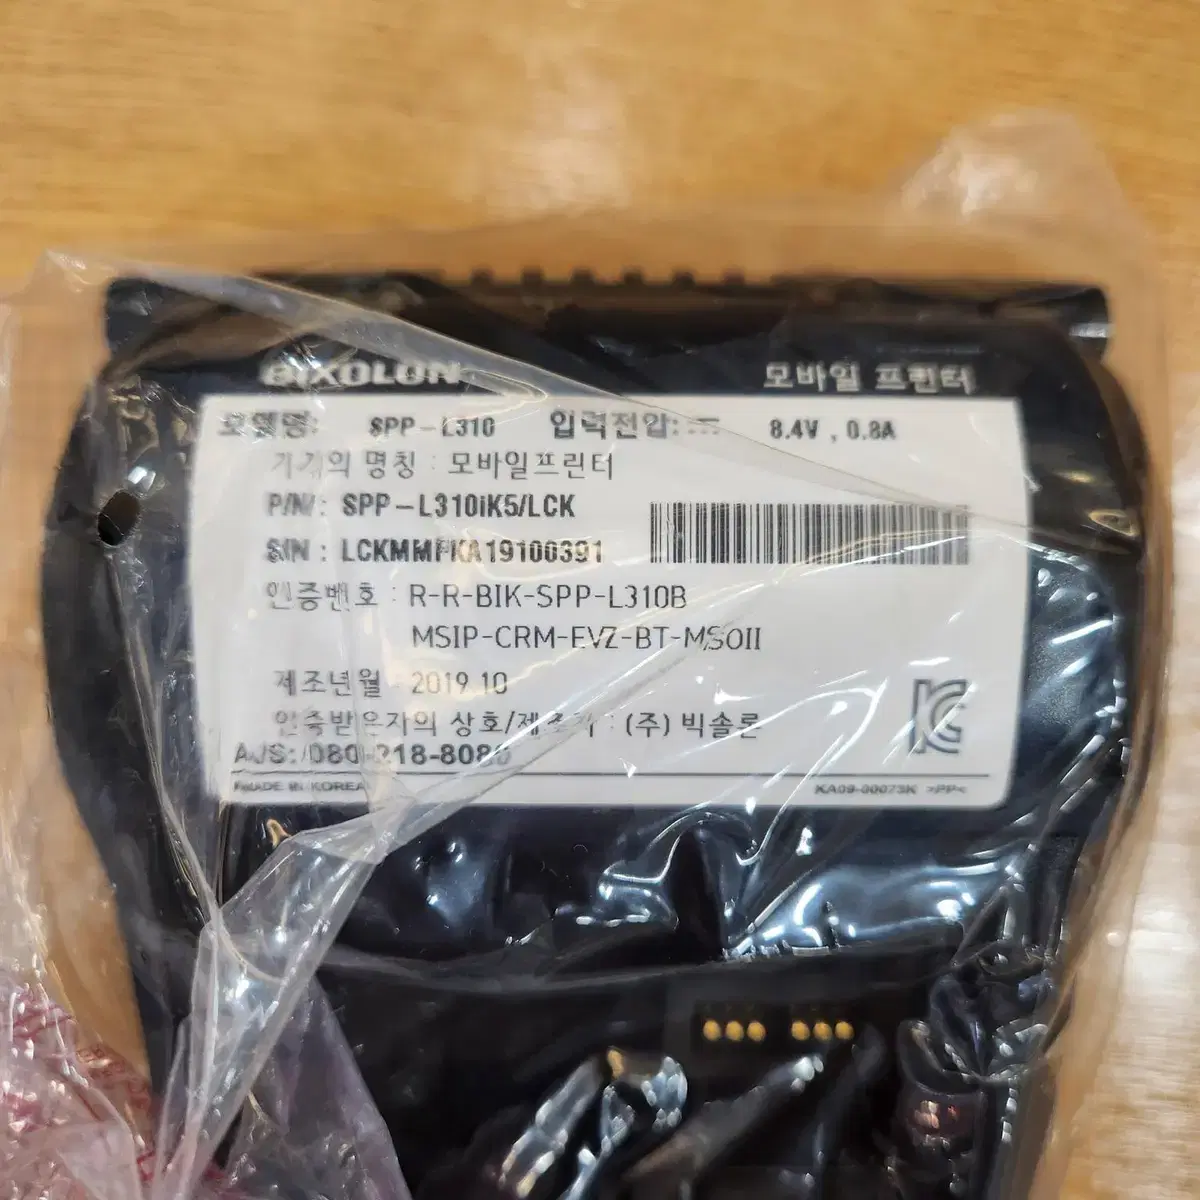 BIXOLON 모바일 프린터
모델명: SPP-L310 입력전압: 8.4V , 0.8A
기기의 명칭 : 모바일프린터
P/N : SPP-L310iK5/LCK
S/N : LCKMMFKA19100391
인증번호 : R-R-BIK-SPP-L310B
MSIP-CRM-EVZ-BT-MS01I
제조년월 : 2019.10
인증받은자의 상호/제조자 : (주) 빅솔론
A/S: 080-218-8086
MADE IN KOREA KA09-00073K >PP<